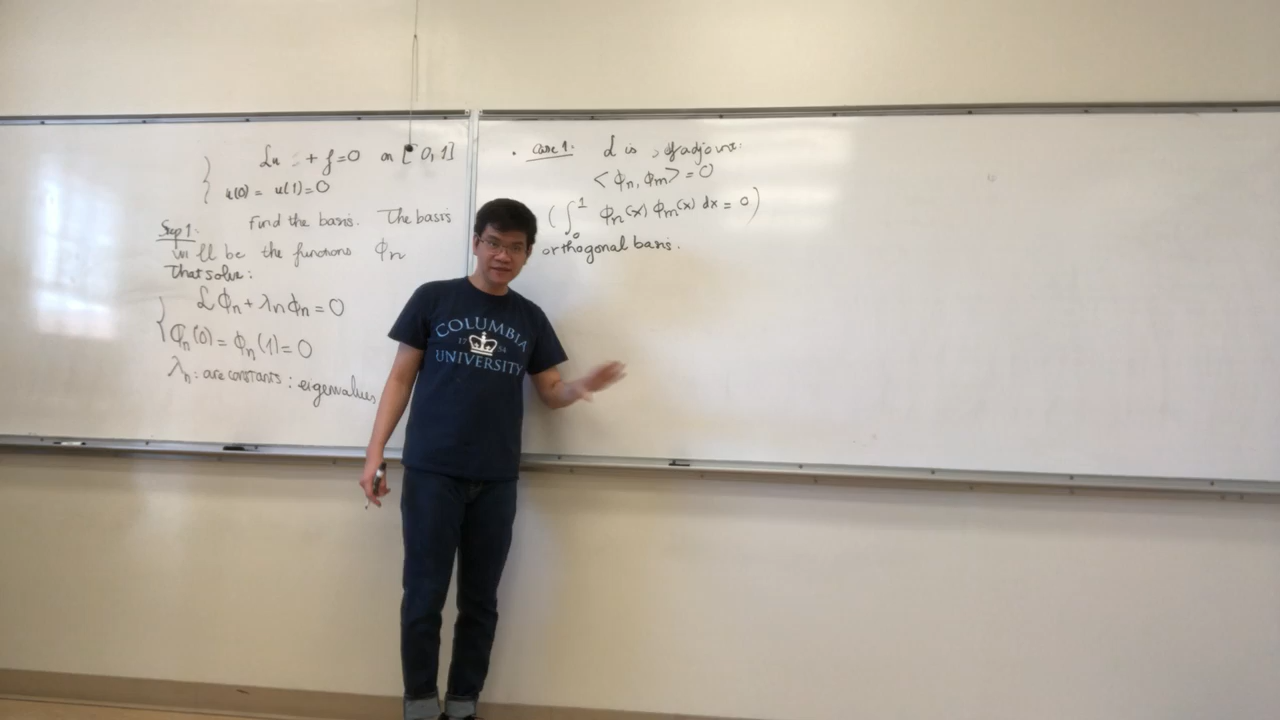 Lu + f=0 on [0,1]
u(0) = u(1)=0
Step 1: Find the basis. The basis
will be the functions ϕn
That solve:
Lϕn + λnϕn = 0
ϕn(0) = ϕn(1) = 0
λn: are constants: eigenvalues
. Case 1: L is selfadjoint:
<ϕn, ϕm> = 0
(∫₀¹ ϕn(x) ϕm(x) dx = 0)
orthogonal basis.
COLUMBIA
17 54
UNIVERSITY